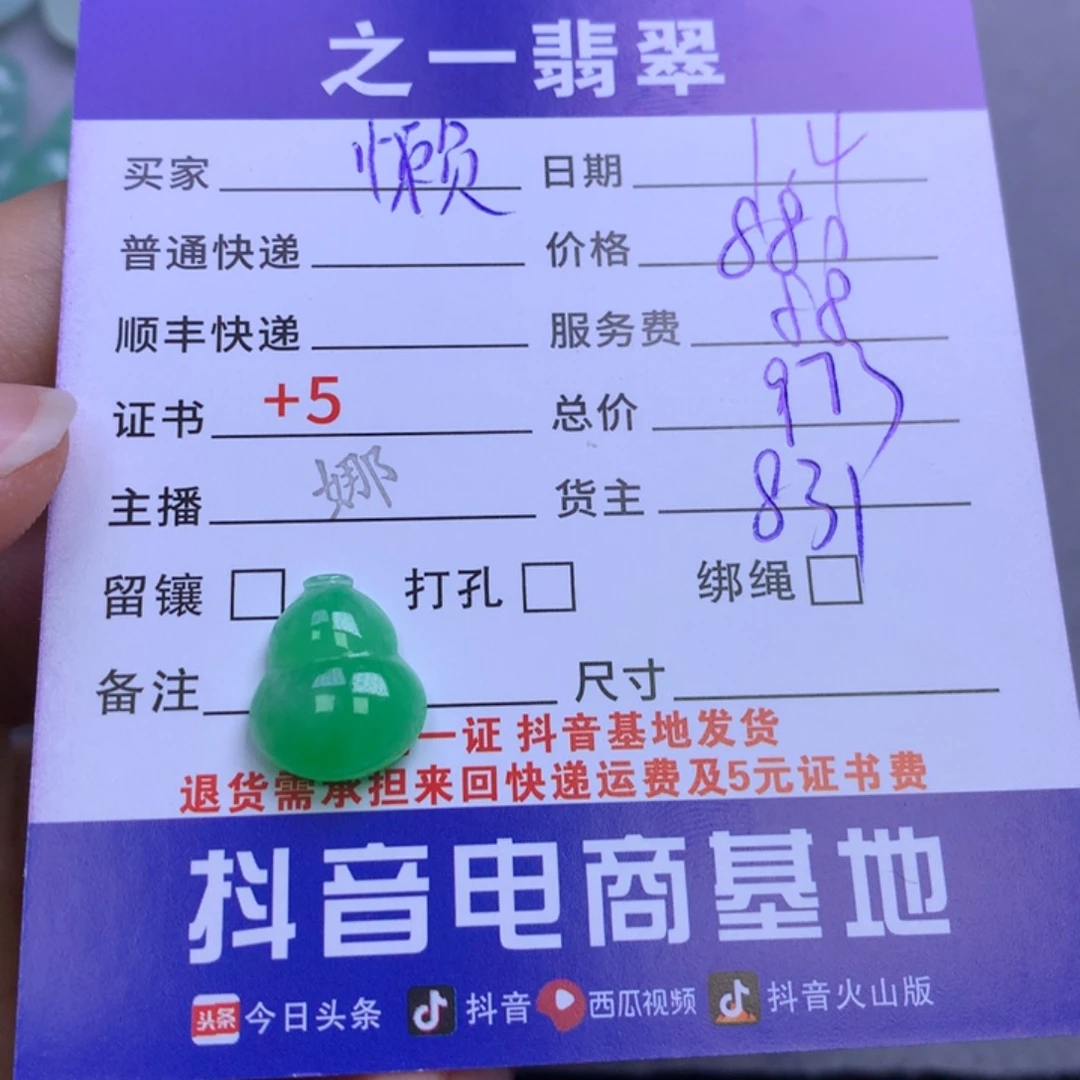 之一翡翠
买家 懒 日期 1.4
普通快递 价格 880
顺丰快递 服务费 88
证书 +5 总价 973
主播 娜 货主 831
留镶 打孔 绑绳
备注 尺寸
一证 抖音基地发货
退货需承担来回快递运费及5元证书费
抖音电商基地
头条 今日头条 抖音 西瓜视频 抖音火山版